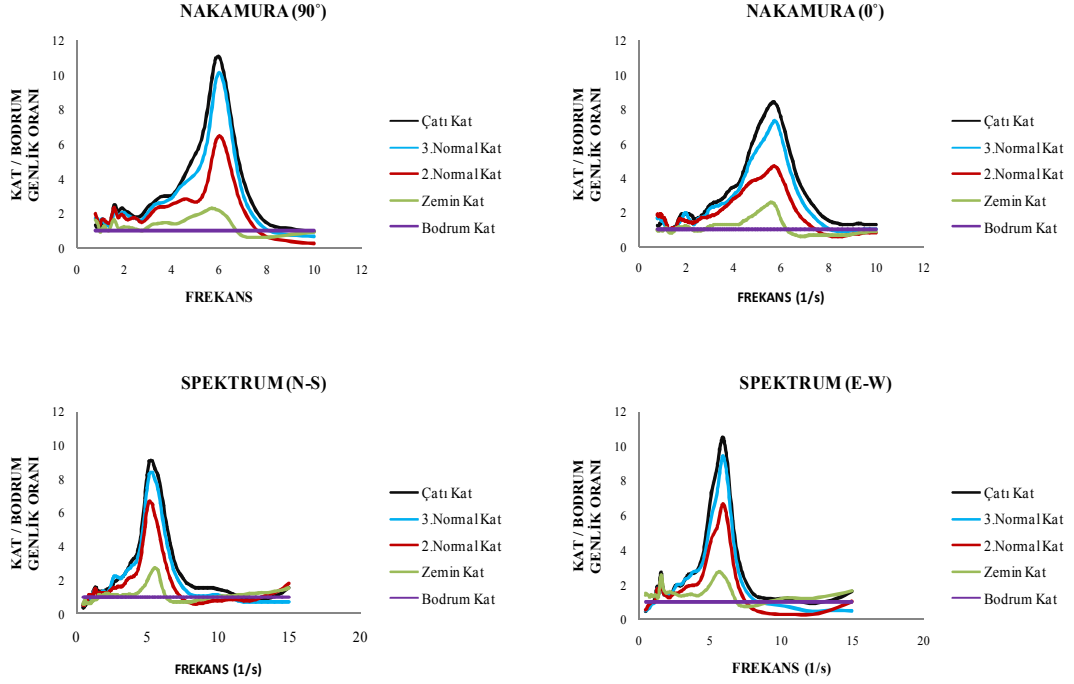 NAKAMURA (90˚)
KAT / BODRUM
GENLİK ORANI
12
10
8
6
4
2
0
0 2 4 6 8 10 12
FREKANS
Çatı Kat
3.Normal Kat
2.Normal Kat
Zemin Kat
Bodrum Kat
NAKAMURA (0˚)
KAT / BODRUM
GENLİK ORANI
12
10
8
6
4
2
0
0 2 4 6 8 10 12
FREKANS (1/s)
Çatı Kat
3.Normal Kat
2.Normal Kat
Zemin Kat
Bodrum Kat
SPEKTRUM (N-S)
KAT / BODRUM
GENLİK ORANI
12
10
8
6
4
2
0
0 5 10 15 20
FREKANS (1/s)
Çatı Kat
3.Normal Kat
2.Normal Kat
Zemin Kat
Bodrum Kat
SPEKTRUM (E-W)
KAT / BODRUM
GENLİK ORANI
12
10
8
6
4
2
0
0 5 10 15 20
FREKANS (1/s)
Çatı Kat
3.Normal Kat
2.Normal Kat
Zemin Kat
Bodrum Kat